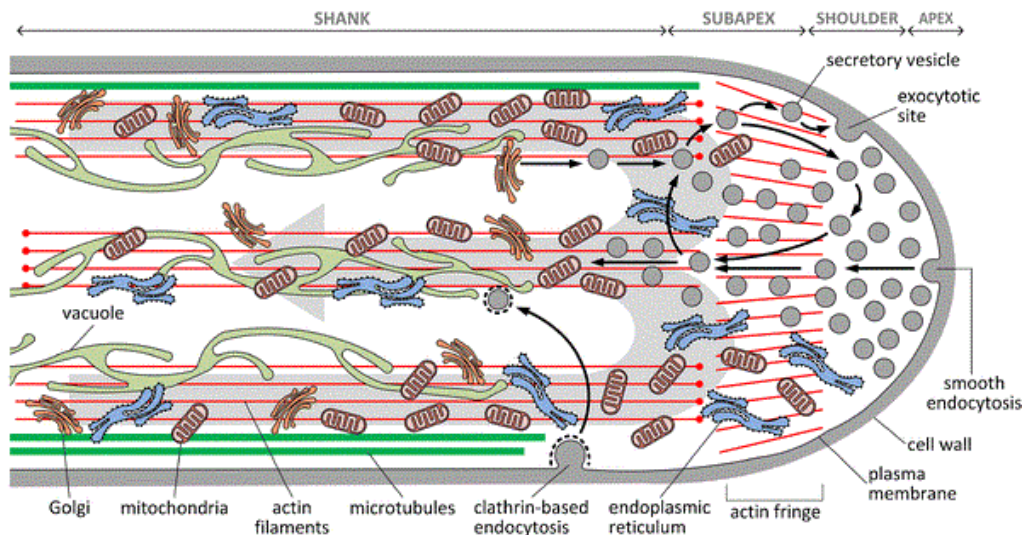 SHANK
SUBAPEX
SHOULDER
APEX
secretory vesicle
exocytotic
site
vacuole
smooth
endocytosis
cell wall
plasma
membrane
Golgi
mitochondria
actin
filaments
microtubules
clathrin-based
endocytosis
endoplasmic
reticulum
actin fringe